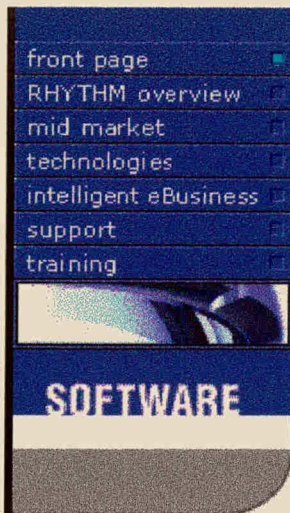 front page
RHYTHM overview
mid market
technologies
intelligent eBusiness
support
training
SOFTWARE